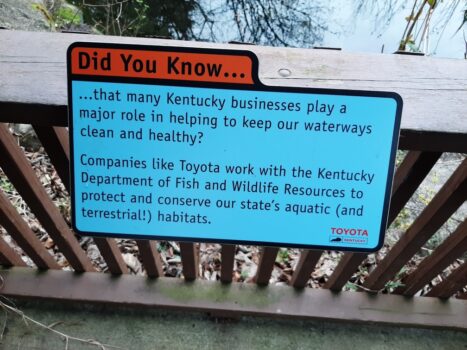 Did You Know...
...that many Kentucky businesses play a
major role in helping to keep our waterways
clean and healthy?
Companies like Toyota work with the Kentucky
Department of Fish and Wildlife Resources to
protect and conserve our state's aquatic (and
terrestrial!) habitats.
TOYOTA
KENTUCKY